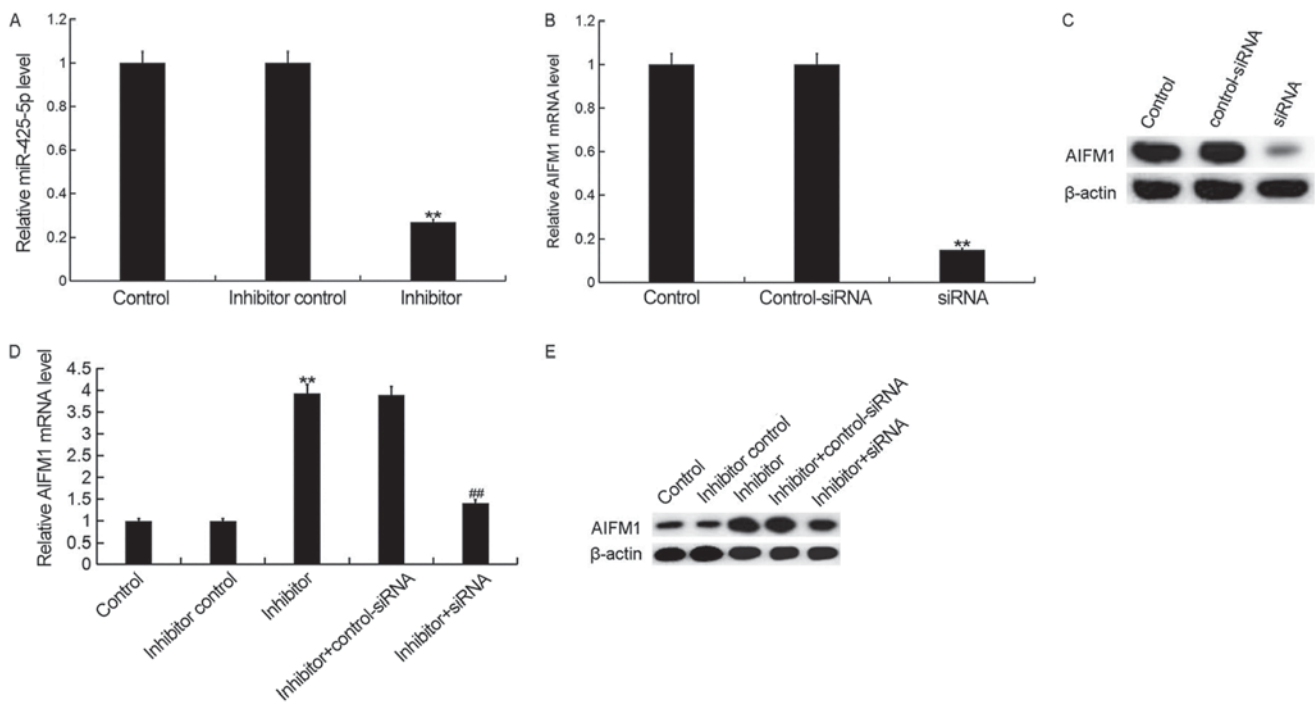 A
Relative miR-425-5p level
1.2
1
0.8
0.6
0.4
0.2
0
**
Control
Inhibitor control
Inhibitor
B
Relative AIFM1 mRNA level
1.2
1
0.8
0.6
0.4
0.2
0
**
Control
Control-siRNA
siRNA
C
Control
control-siRNA
siRNA
AIFM1
β-actin
D
Relative AIFM1 mRNA level
4.5
4
3.5
3
2.5
2
1.5
1
0.5
0
**
##
Control
Inhibitor control
Inhibitor
Inhibitor+control-siRNA
Inhibitor+siRNA
E
Control
Inhibitor control
Inhibitor
Inhibitor+control-siRNA
Inhibitor+siRNA
AIFM1
β-actin